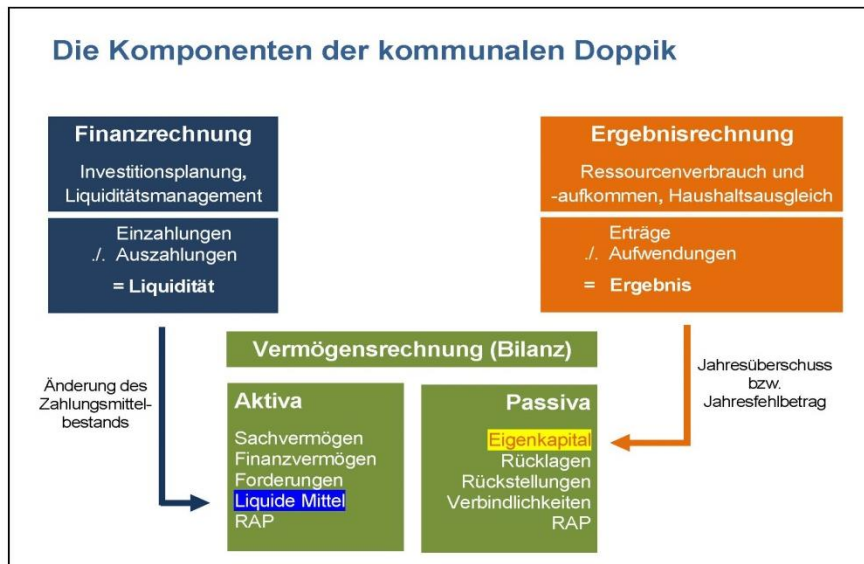 Die Komponenten der kommunalen Doppik
Finanzrechnung
Investitionsplanung,
Liquiditätsmanagement
Einzahlungen
./. Auszahlungen
= Liquidität
Ergebnisrechnung
Ressourcenverbrauch und
-aufkommen, Haushaltsausgleich
Erträge
./. Aufwendungen
= Ergebnis
Änderung des
Zahlungsmittel-
bestands
Vermögensrechnung (Bilanz)
Aktiva
Sachvermögen
Finanzvermögen
Forderungen
Liquide Mittel
RAP
Passiva
Eigenkapital
Rücklagen
Rückstellungen
Verbindlichkeiten
RAP
Jahresüberschuss
bzw.
Jahresfehlbetrag